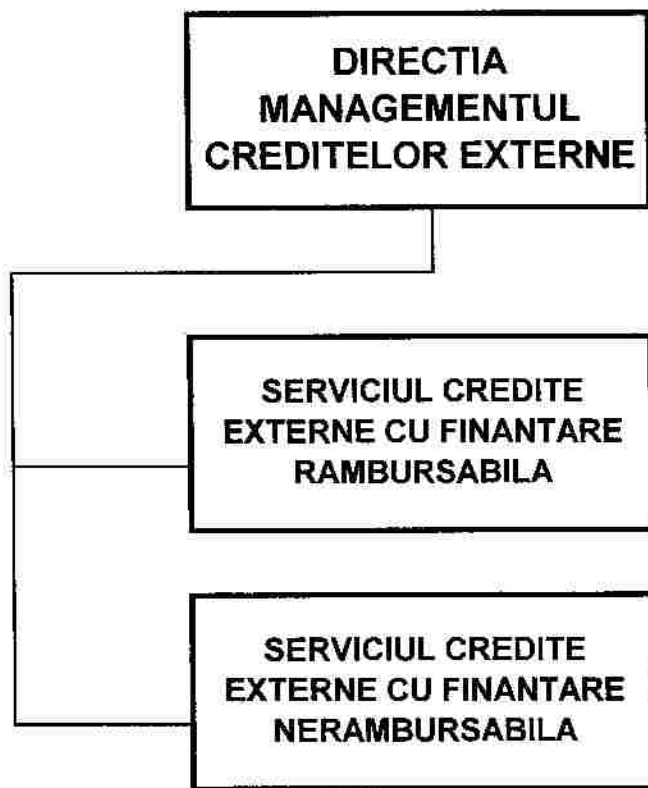 DIRECTIA
MANAGEMENTUL
CREDITELOR EXTERNE
SERVICIUL CREDITE
EXTERNE CU FINANTARE
RAMBURSABILA
SERVICIUL CREDITE
EXTERNE CU FINANTARE
NERAMBURSABILA